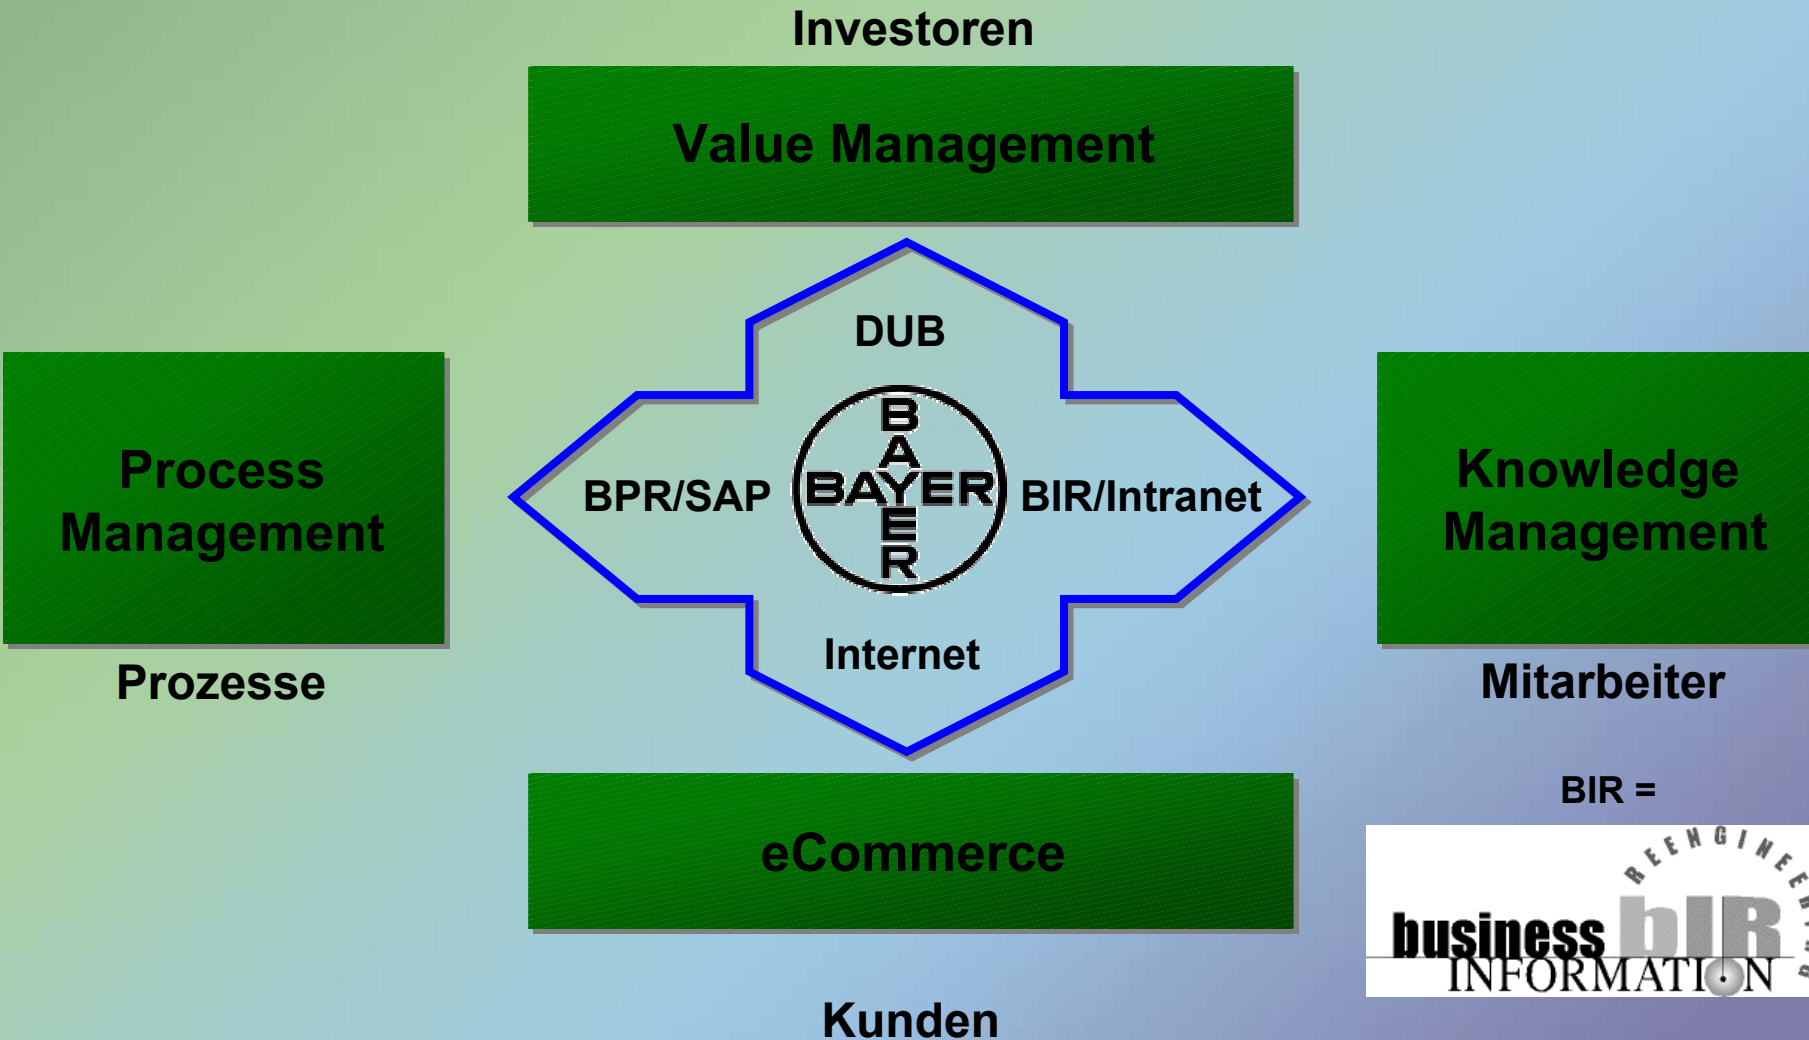 Investoren
Value Management
DUB
Process
Management
BPR/SAP
BAYER
BAYER
BIR/Intranet
Knowledge
Management
Internet
Prozesse
Mitarbeiter
BIR =
eCommerce
REENGINEERING
business bIR
INFORMATION
Kunden